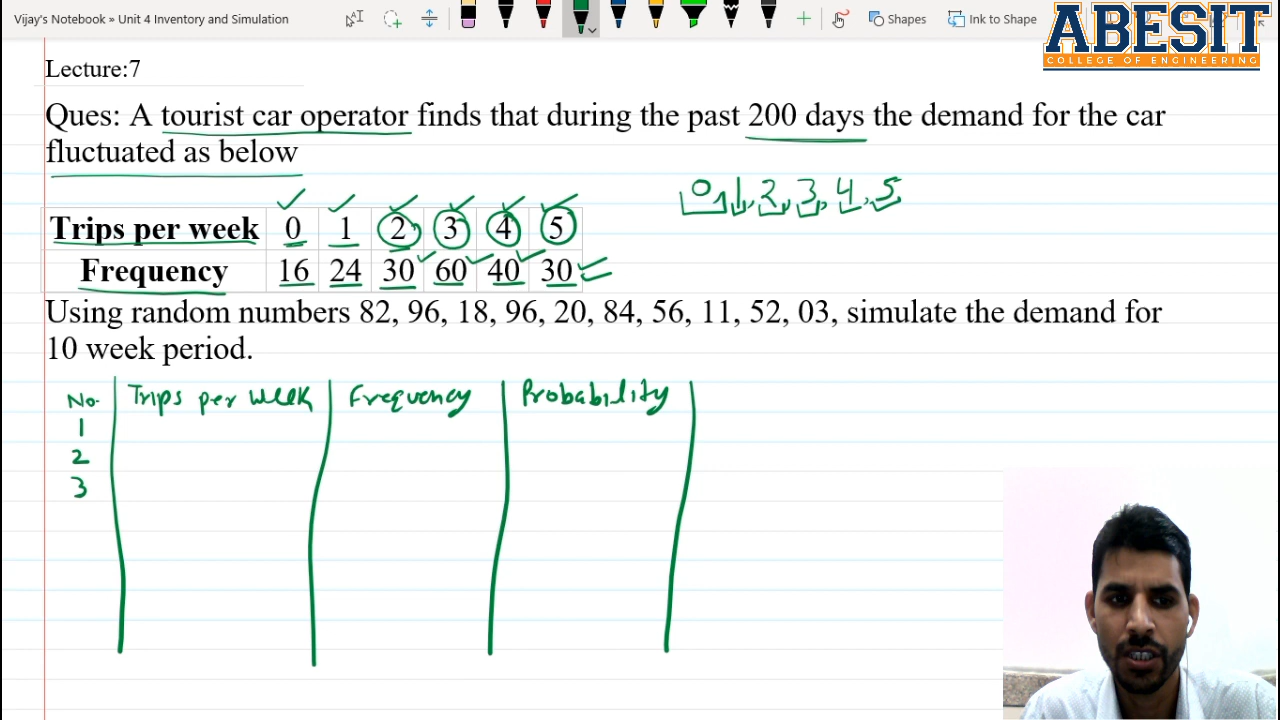 Vijay's Notebook » Unit 4 Inventory and Simulation
Shapes
Ink to Shape
ABESIT
COLLEGE OF ENGINEERING
Lecture:7
Ques: A tourist car operator finds that during the past 200 days the demand for the car
fluctuated as below
0, 1, 2, 3, 4, 5
Trips per week 0 1 2 3 4 5
Frequency 16 24 30 60 40 30
Using random numbers 82, 96, 18, 96, 20, 84, 56, 11, 52, 03, simulate the demand for
10 week period.
No. Trips per week Frequency Probability
1
2
3